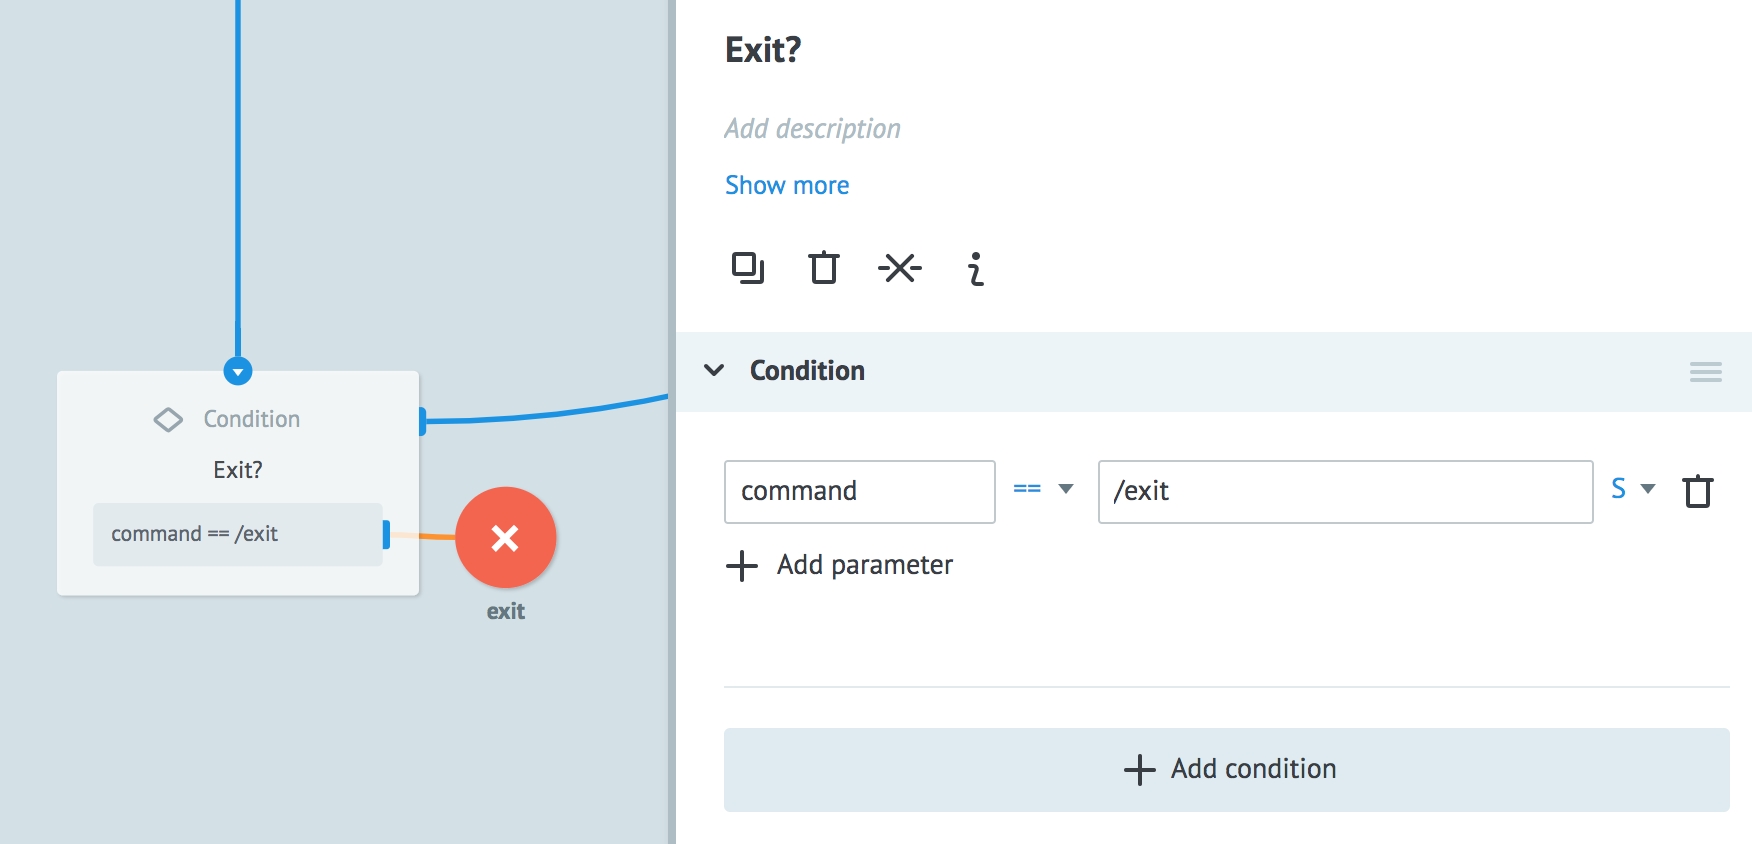 Condition
Exit?
command == /exit
exit
Exit?
Add description
Show more
Condition
command == /exit S
Add parameter
Add condition